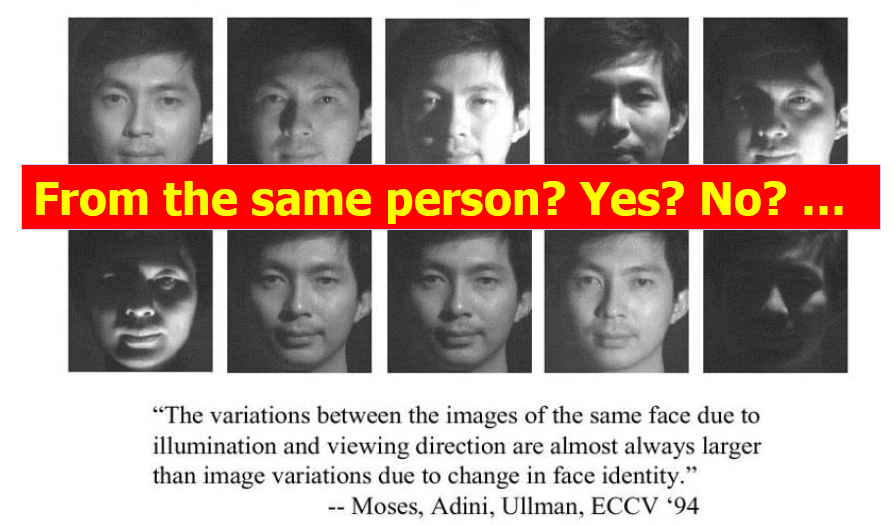 From the same person? Yes? No? ...
“The variations between the images of the same face due to
illumination and viewing direction are almost always larger
than image variations due to change in face identity.”
-- Moses, Adini, Ullman, ECCV ‘94